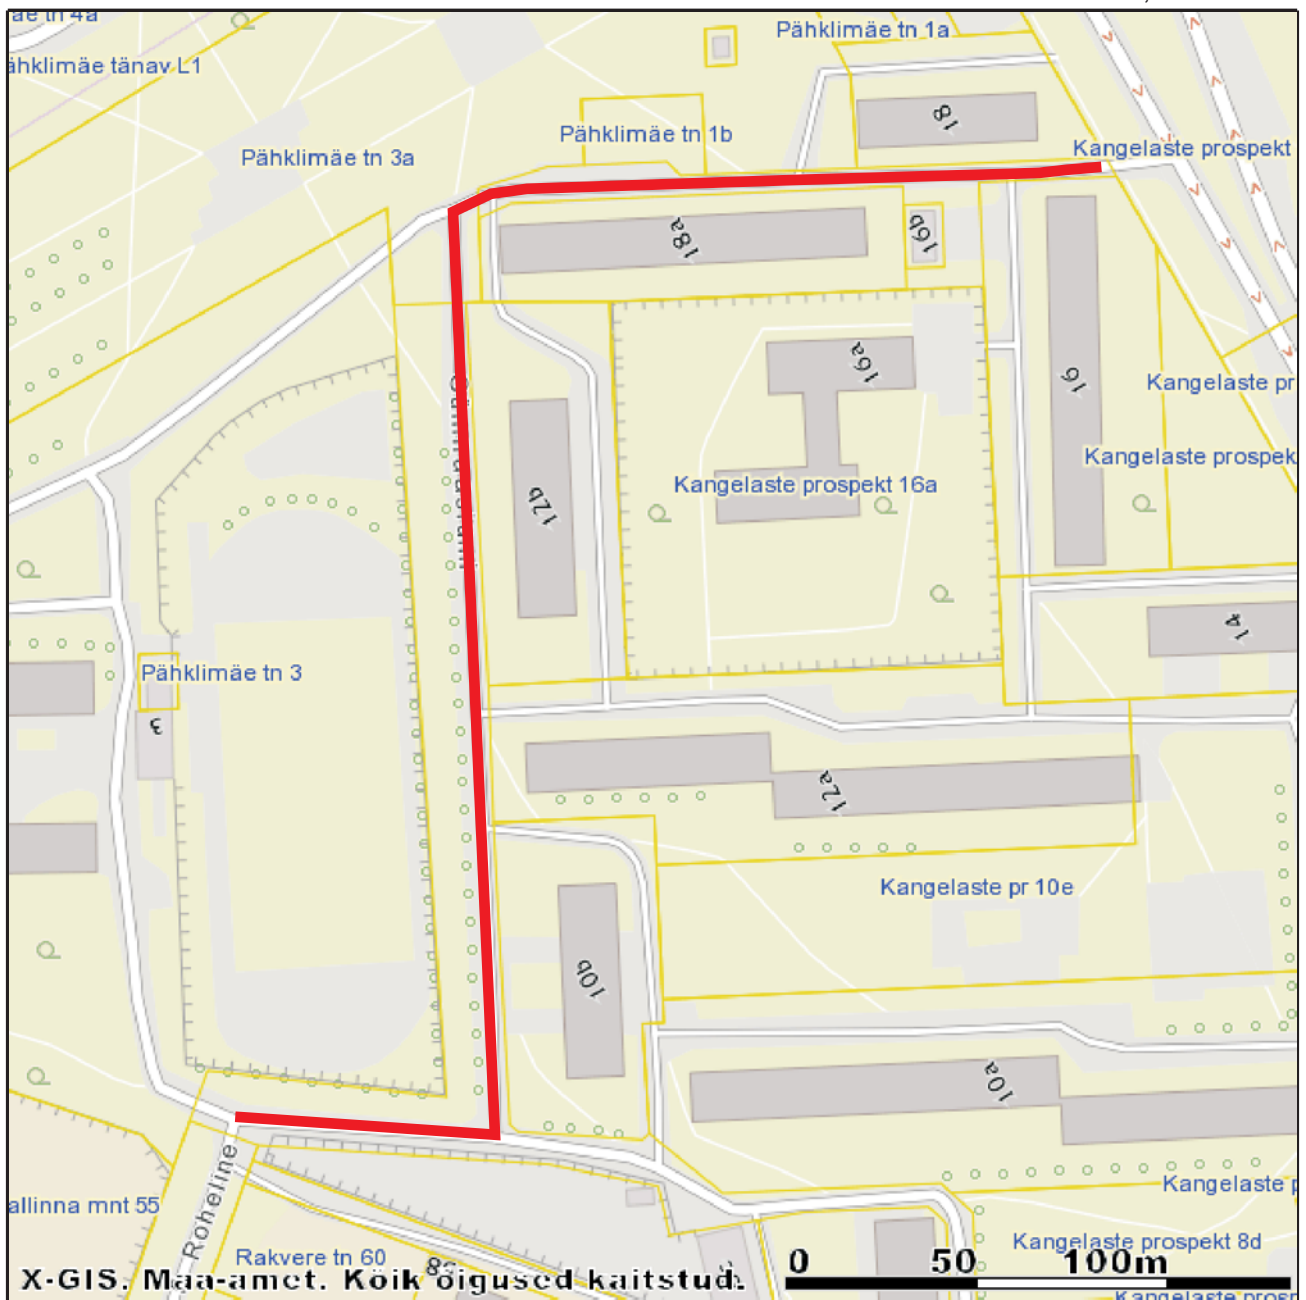 Pähklimäe tn 1a
ähklimäe tänav L1
18
Pähklimäe tn 1b
Kangelaste prospekt
Pähklimäe tn 3a
18a
16b
16a
16
Kangelaste pr
Kangelaste prospek
Kangelaste prospekt 16a
12b
14
Pähklimäe tn 3
3
12a
Kangelaste pr 10e
10b
10a
Roheline
Kangelaste p
allinna mnt 55
Kangelaste prospekt 8d
Rakvere tn 60
0 50 100m
X-GIS. Maa-amet. Kõik õigused kaitstud.